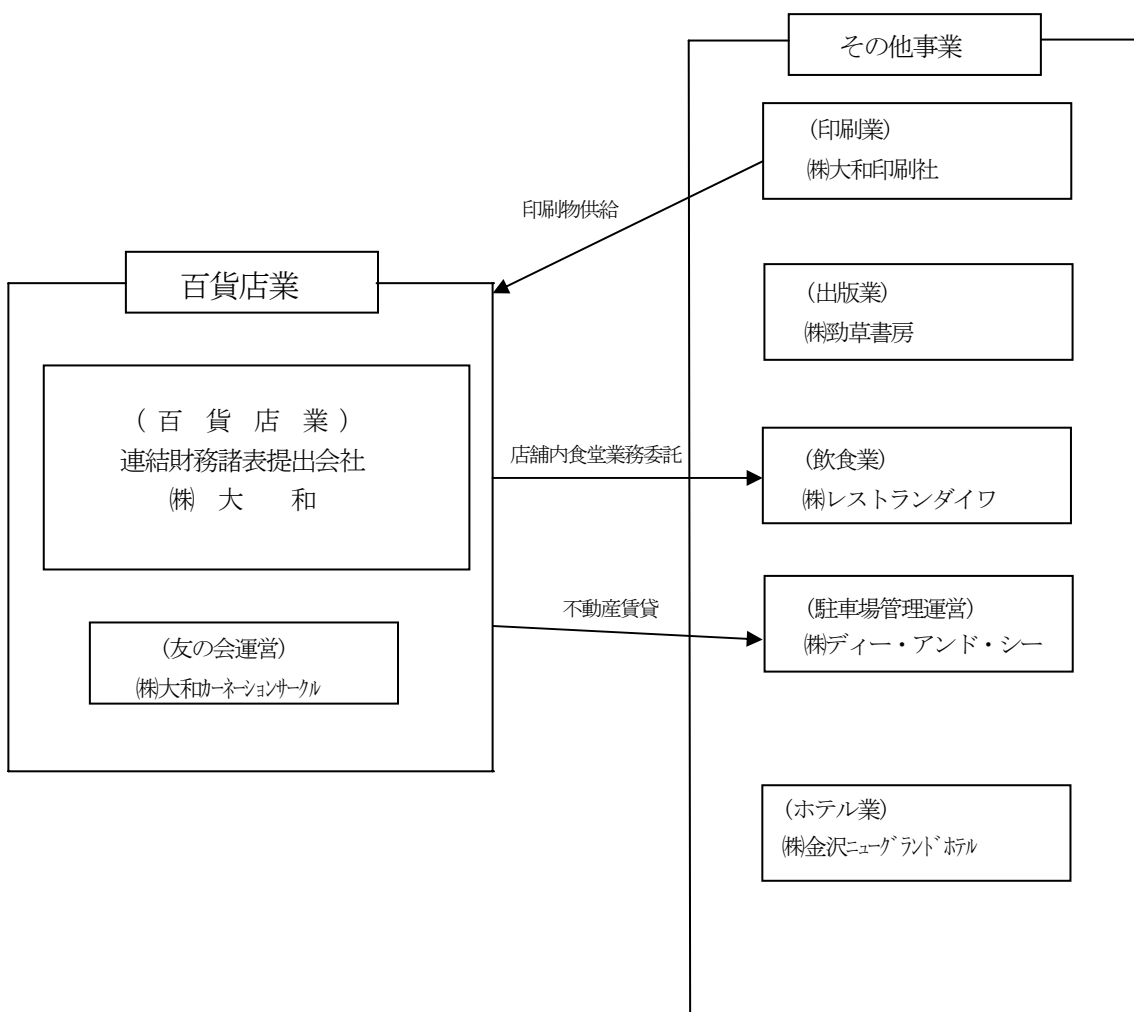 その他事業
(印刷業)
㈱大和印刷社
印刷物供給
百貨店業
(出版業)
㈱勁草書房
( 百　貨　店　業 )
連結財務諸表提出会社
㈱　大　　和
店舗内食堂業務委託
(飲食業)
㈱レストランダイワ
不動産賃貸
(駐車場管理運営)
㈱ディー・アンド・シー
(友の会運営)
㈱大和ｶｰﾈｰｼｮﾝｻｰｸﾙ
(ホテル業)
㈱金沢ﾆｭｰｸﾞﾗﾝﾄﾞﾎﾃﾙ